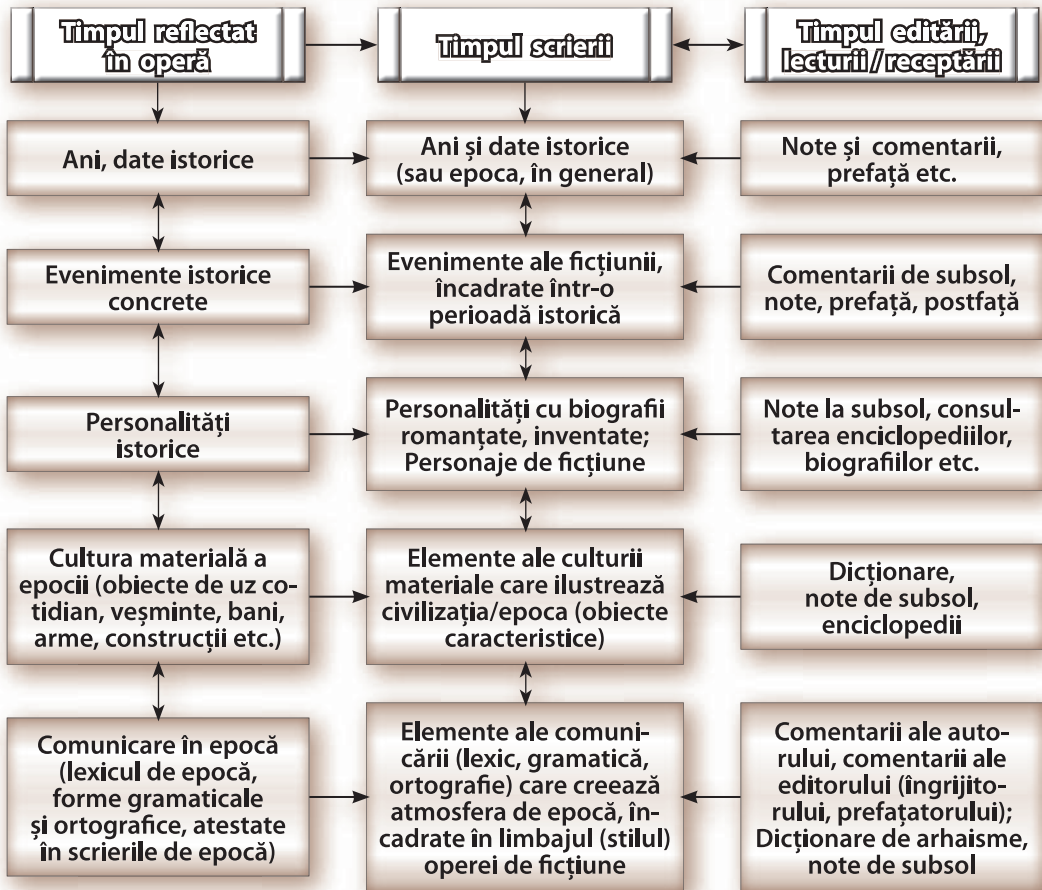 Timpul reflectat
în operă
Timpul scrierii
Timpul editării,
lecturii / receptării
Ani, date istorice
Ani și date istorice
(sau epoca, în general)
Note și comentarii,
prefață etc.
Evenimente istorice
concrete
Evenimente ale ficțiunii,
încadrate într-o
perioadă istorică
Comentarii de subsol,
note, prefață, postfață
Personalități
istorice
Personalități cu biografii
romanțate, inventate;
Personaje de ficțiune
Note la subsol, consul-
tarea enciclopediilor,
biografiilor etc.
Cultura materială a
epocii (obiecte de uz co-
tidian, veșminte, bani,
arme, construcții etc.)
Elemente ale culturii
materiale care ilustrează
civilizația/epoca (obiecte
caracteristice)
Dicționare,
note de subsol,
enciclopedii
Comunicare în epocă
(lexicul de epocă,
forme gramaticale
și ortografice, atestate
în scrierile de epocă)
Elemente ale comuni-
cării (lexic, gramatică,
ortografie) care creează
atmosfera de epocă, în-
cadrate în limbajul (stilul)
operei de ficțiune
Comentarii ale auto-
rului, comentarii ale
editorului (îngrijito-
rului, prefațatorului);
Dicționare de arhaisme,
note de subsol